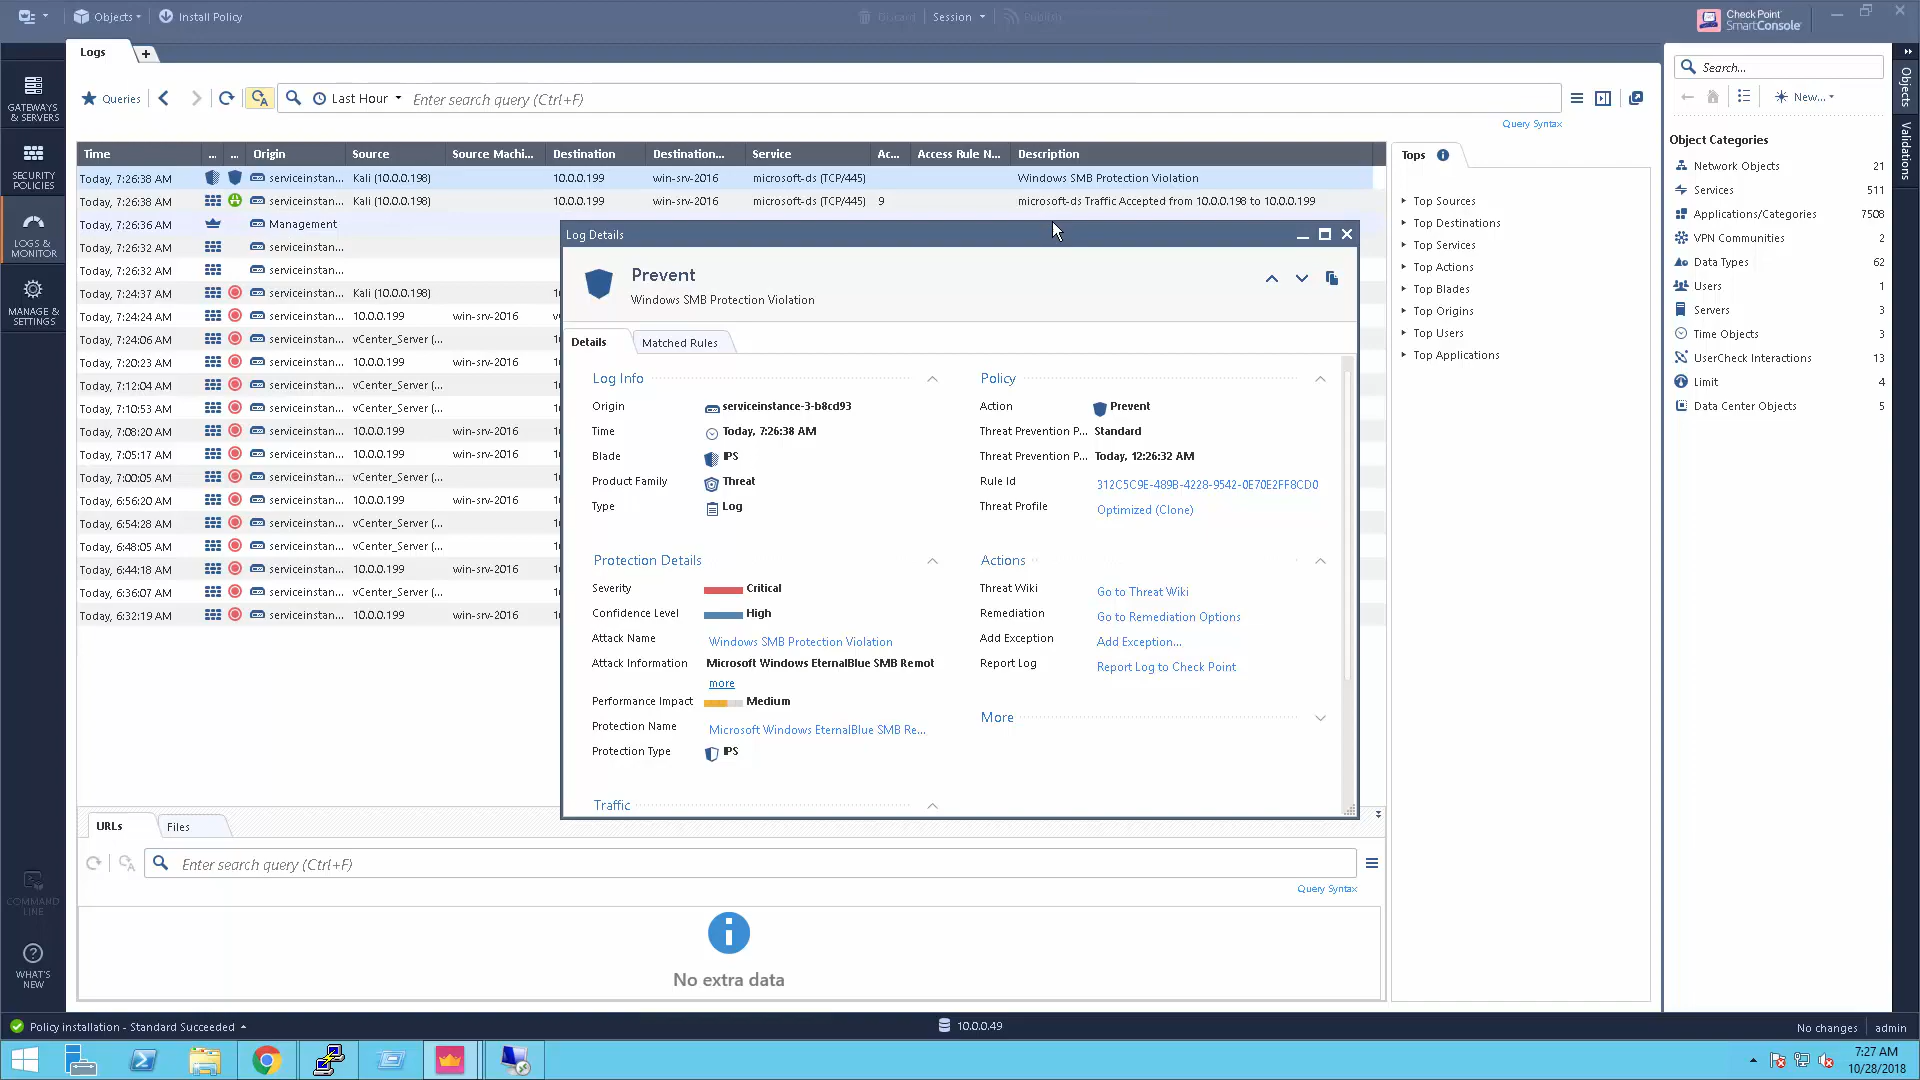 Objects
Install Policy
Discard
Session
Publish
Check Point
SmartConsole
Logs
+
GATEWAYS
& SERVERS
SECURITY
POLICIES
LOGS &
MONITOR
MANAGE &
SETTINGS
COMMAND
LINE
WHAT'S
NEW
Queries
Last Hour
Enter search query (Ctrl+F)
Query Syntax
Time ... ... Origin Source Source Machi... Destination Destination... Service Ac... Access Rule N... Description
Today, 7:26:38 AM serviceinstan... Kali (10.0.0.198) 10.0.0.199 win-srv-2016 microsoft-ds (TCP/445) Windows SMB Protection Violation
Today, 7:26:38 AM serviceinstan... Kali (10.0.0.198) 10.0.0.199 win-srv-2016 microsoft-ds (TCP/445) 9 microsoft-ds Traffic Accepted from 10.0.0.198 to 10.0.0.199
Today, 7:26:36 AM Management
Today, 7:26:32 AM serviceinstan...
Today, 7:26:32 AM serviceinstan...
Today, 7:24:37 AM serviceinstan... Kali (10.0.0.198)
Today, 7:24:24 AM serviceinstan... 10.0.0.199 win-srv-2016
Today, 7:24:06 AM serviceinstan... vCenter_Server (...
Today, 7:20:23 AM serviceinstan... 10.0.0.199 win-srv-2016
Today, 7:12:04 AM serviceinstan... vCenter_Server (...
Today, 7:10:53 AM serviceinstan... vCenter_Server (...
Today, 7:08:20 AM serviceinstan... 10.0.0.199 win-srv-2016
Today, 7:05:17 AM serviceinstan... 10.0.0.199 win-srv-2016
Today, 7:00:05 AM serviceinstan... vCenter_Server (...
Today, 6:56:20 AM serviceinstan... 10.0.0.199 win-srv-2016
Today, 6:54:28 AM serviceinstan... vCenter_Server (...
Today, 6:48:05 AM serviceinstan... vCenter_Server (...
Today, 6:44:18 AM serviceinstan... 10.0.0.199 win-srv-2016
Today, 6:36:07 AM serviceinstan... vCenter_Server (...
Today, 6:32:19 AM serviceinstan... 10.0.0.199 win-srv-2016
Log Details
Prevent
Windows SMB Protection Violation
Details
Matched Rules
Log Info
Origin serviceinstance-3-b8cd93
Time Today, 7:26:38 AM
Blade IPS
Product Family Threat
Type Log
Protection Details
Severity Critical
Confidence Level High
Attack Name Windows SMB Protection Violation
Attack Information Microsoft Windows EternalBlue SMB Remot
more
Performance Impact Medium
Protection Name Microsoft Windows EternalBlue SMB Re...
Protection Type IPS
Traffic
Policy
Action Prevent
Threat Prevention P... Standard
Threat Prevention P... Today, 12:26:32 AM
Rule Id 312C5C9E-489B-4228-9542-0E70E2FF8CD0
Threat Profile Optimized (Clone)
Actions
Threat Wiki Go to Threat Wiki
Remediation Go to Remediation Options
Add Exception Add Exception...
Report Log Report Log to Check Point
More
Tops
Top Sources
Top Destinations
Top Services
Top Actions
Top Blades
Top Origins
Top Users
Top Applications
Search...
New...
Object Categories
Network Objects 21
Services 511
Applications/Categories 7508
VPN Communities 2
Data Types 62
Users 1
Servers 3
Time Objects 3
UserCheck Interactions 13
Limit 4
Data Center Objects 5
Objects
Validations
URLs
Files
Enter search query (Ctrl+F)
Query Syntax
No extra data
Policy installation - Standard Succeeded
10.0.0.49
No changes
admin
7:27 AM
10/28/2018